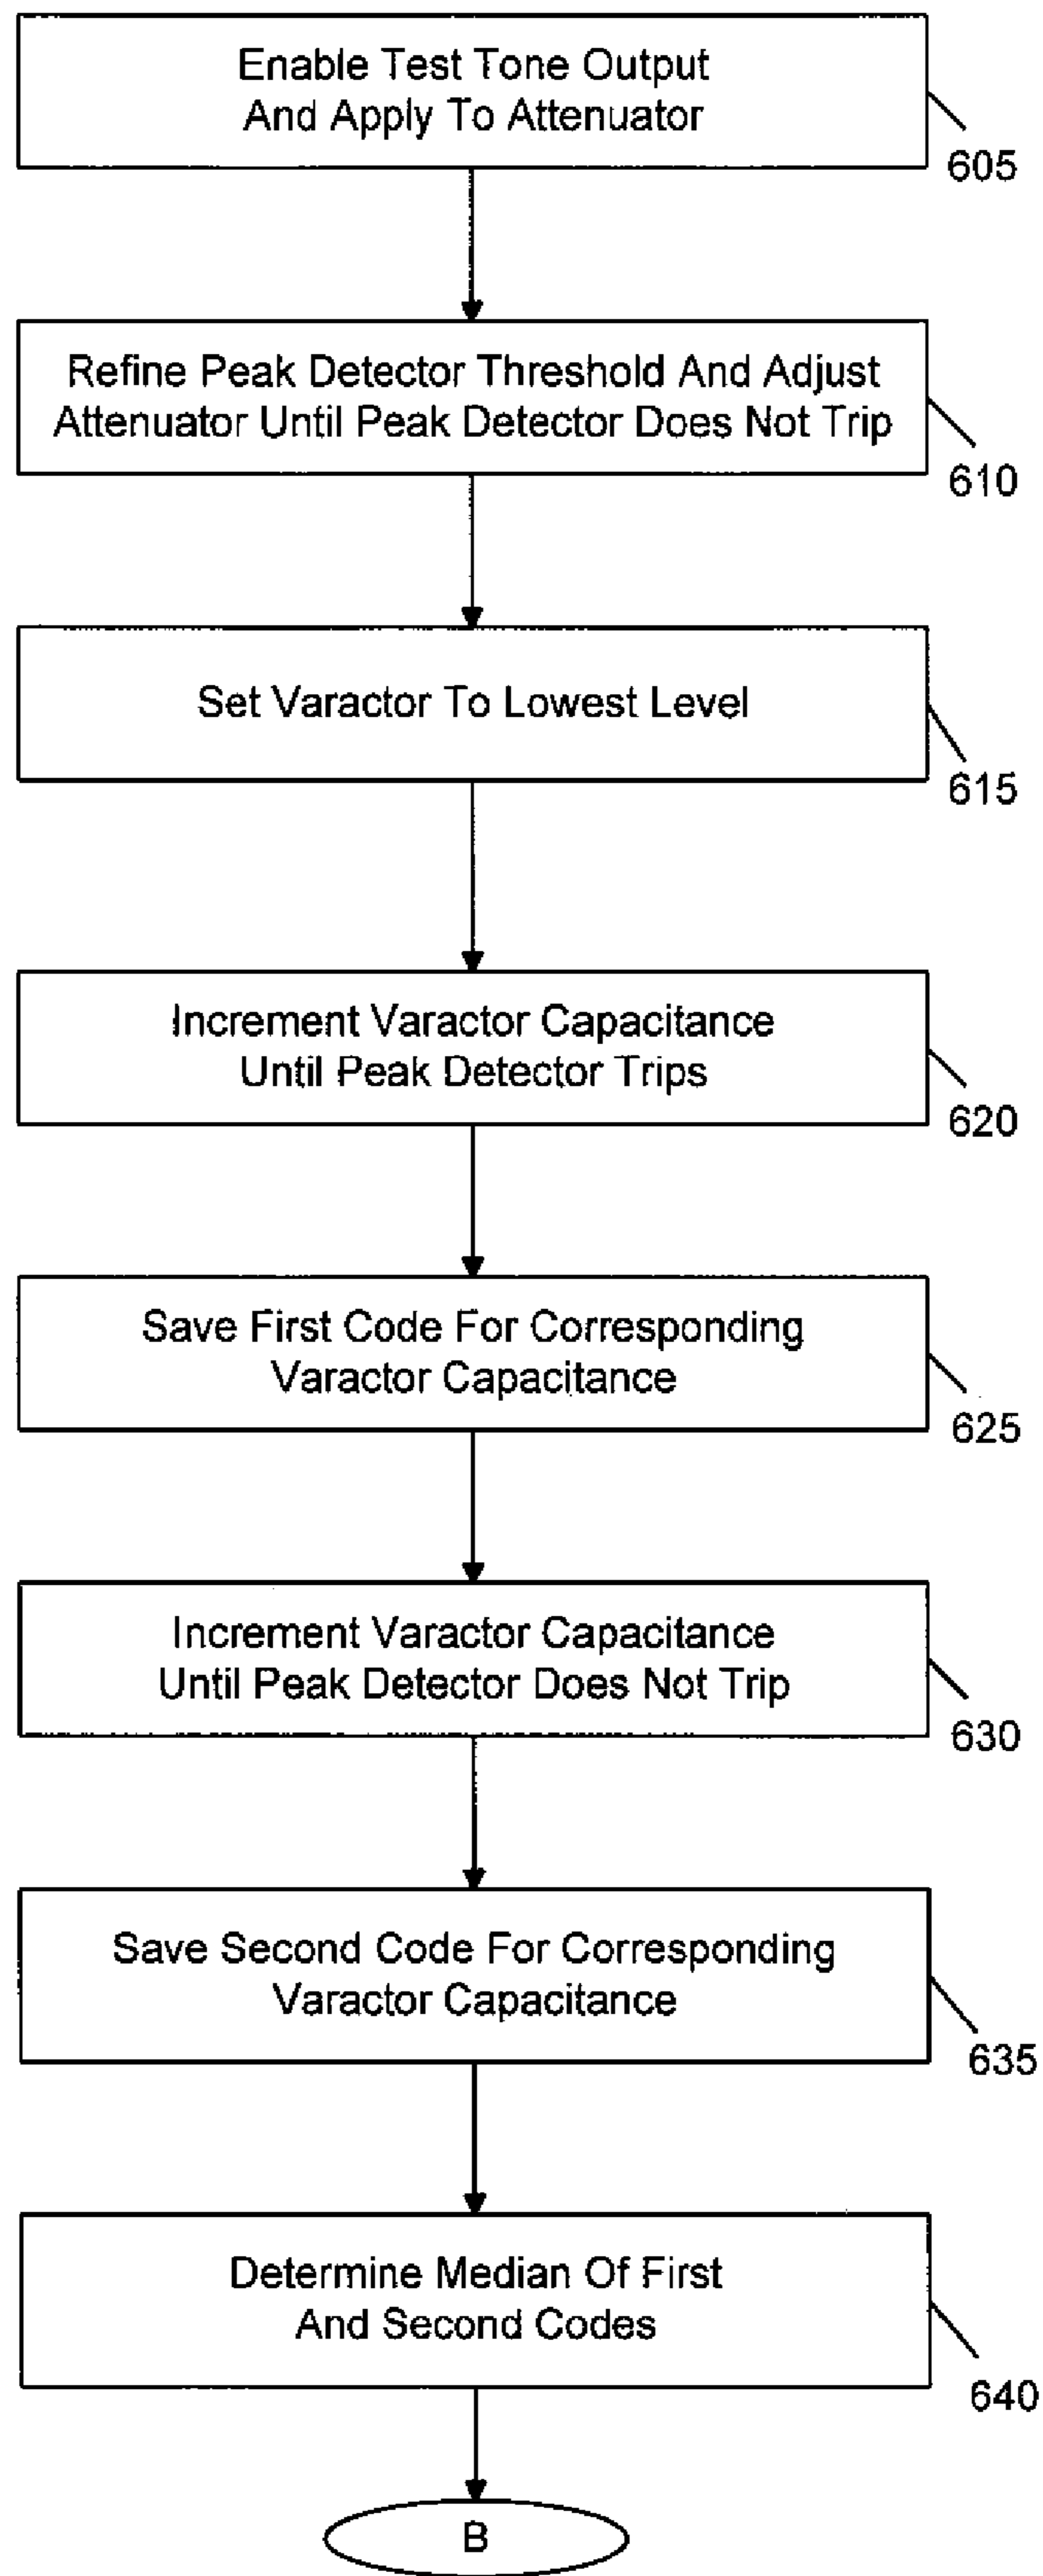 Enable Test Tone Output
And Apply To Attenuator
605
Refine Peak Detector Threshold And Adjust
Attenuator Until Peak Detector Does Not Trip
610
Set Varactor To Lowest Level
615
Increment Varactor Capacitance
Until Peak Detector Trips
620
Save First Code For Corresponding
Varactor Capacitance
625
Increment Varactor Capacitance
Until Peak Detector Does Not Trip
630
Save Second Code For Corresponding
Varactor Capacitance
635
Determine Median Of First
And Second Codes
640
B